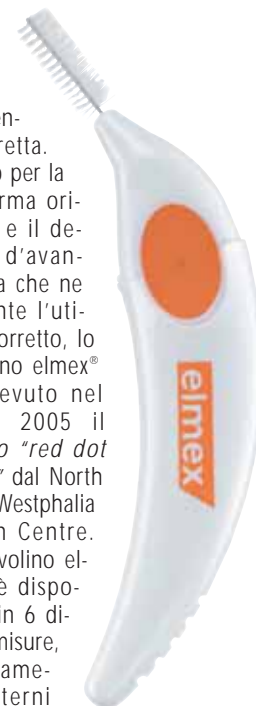 en-
retta.
o per la
rma ori-
e il de-
d'avan-
a che ne
nte l'uti-
orretto, lo
no elmex®
evuto nel
2005 il
o “red dot
” dal North
Westphalia
n Centre.
volino el-
è dispo-
in 6 di-
misure,
ame-
terni
elmex